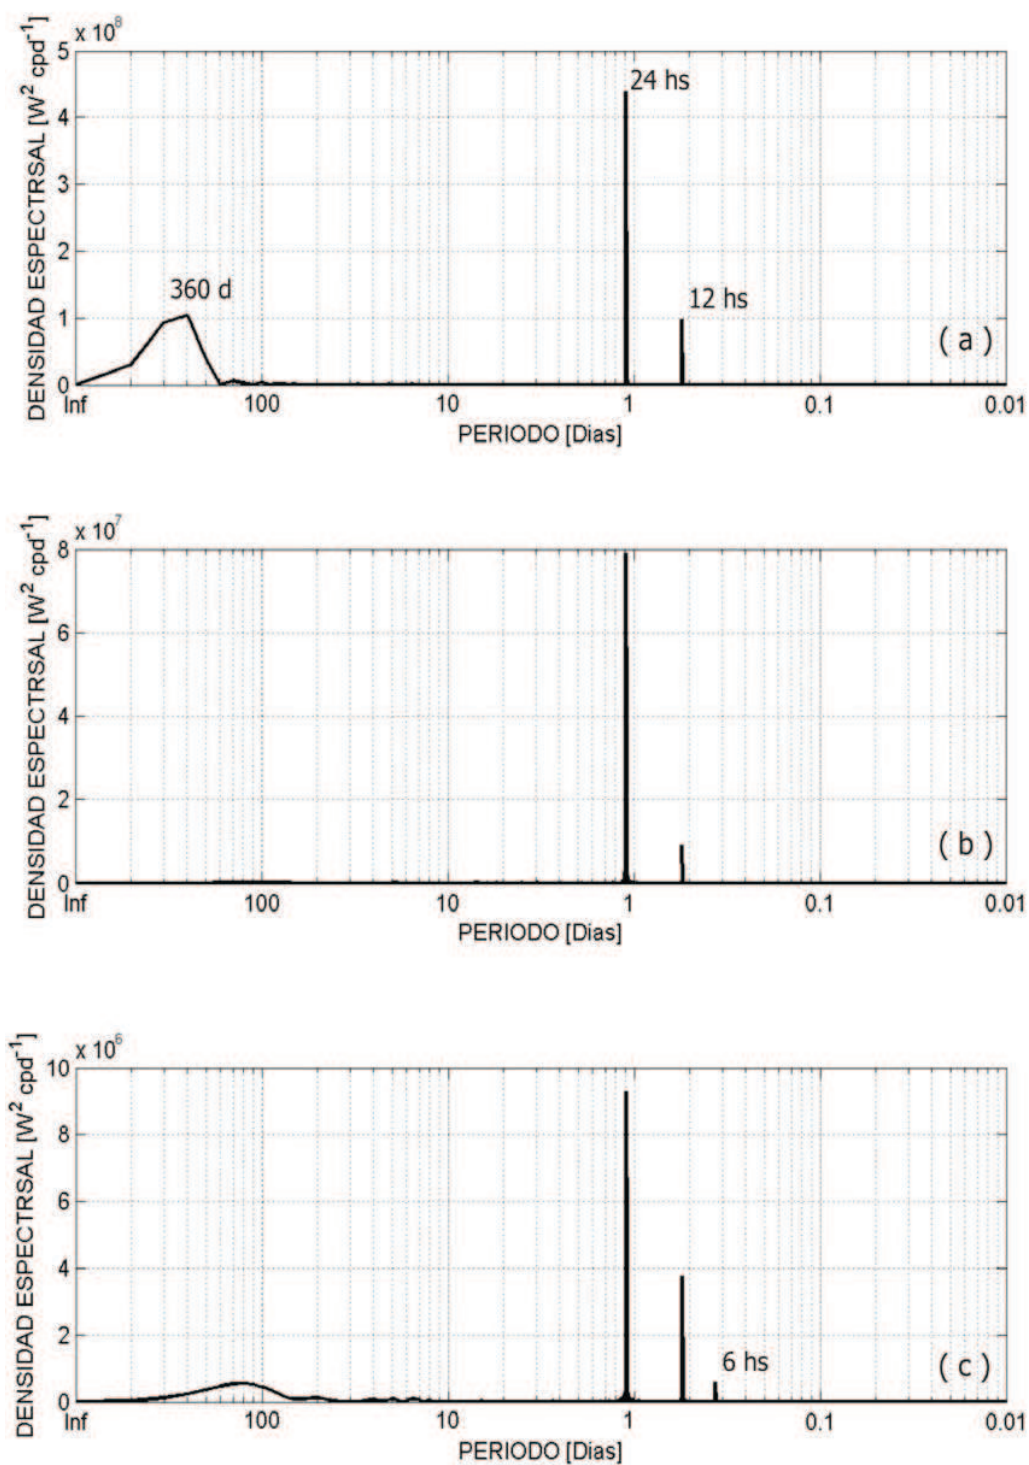 x 10^8
DENSIDAD ESPECTRSAL [W^2 cpd^-1]
5
4
3
2
1
0
24 hs
360 d
12 hs
( a )
Inf 100 10 1 0.1 0.01
PERIODO [Dias]
x 10^7
DENSIDAD ESPECTRSAL [W^2 cpd^-1]
8
6
4
2
0
( b )
Inf 100 10 1 0.1 0.01
PERIODO [Dias]
x 10^6
DENSIDAD ESPECTRSAL [W^2 cpd^-1]
10
8
6
4
2
0
6 hs
( c )
Inf 100 10 1 0.1 0.01
PERIODO [Dias]